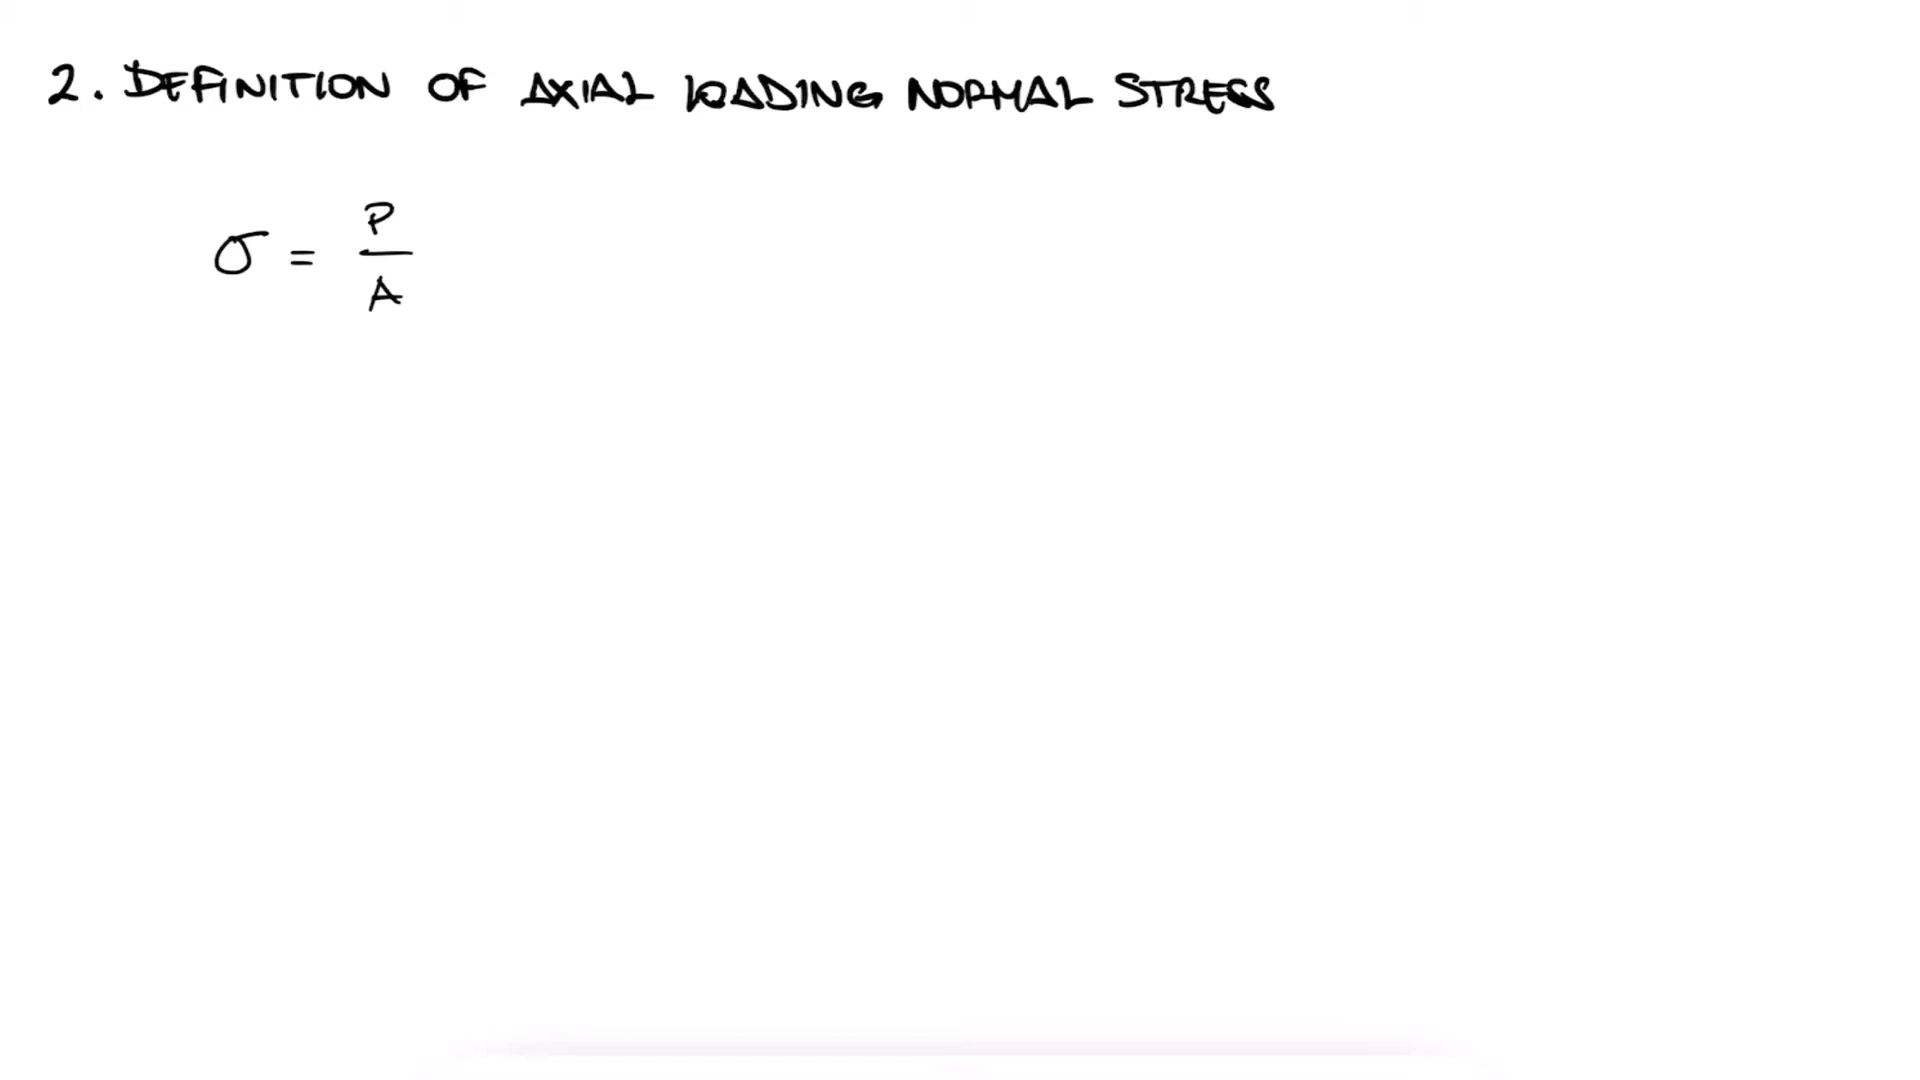 2. DEFINITION OF AXIAL LOADING NORMAL STRESS
σ = P/A